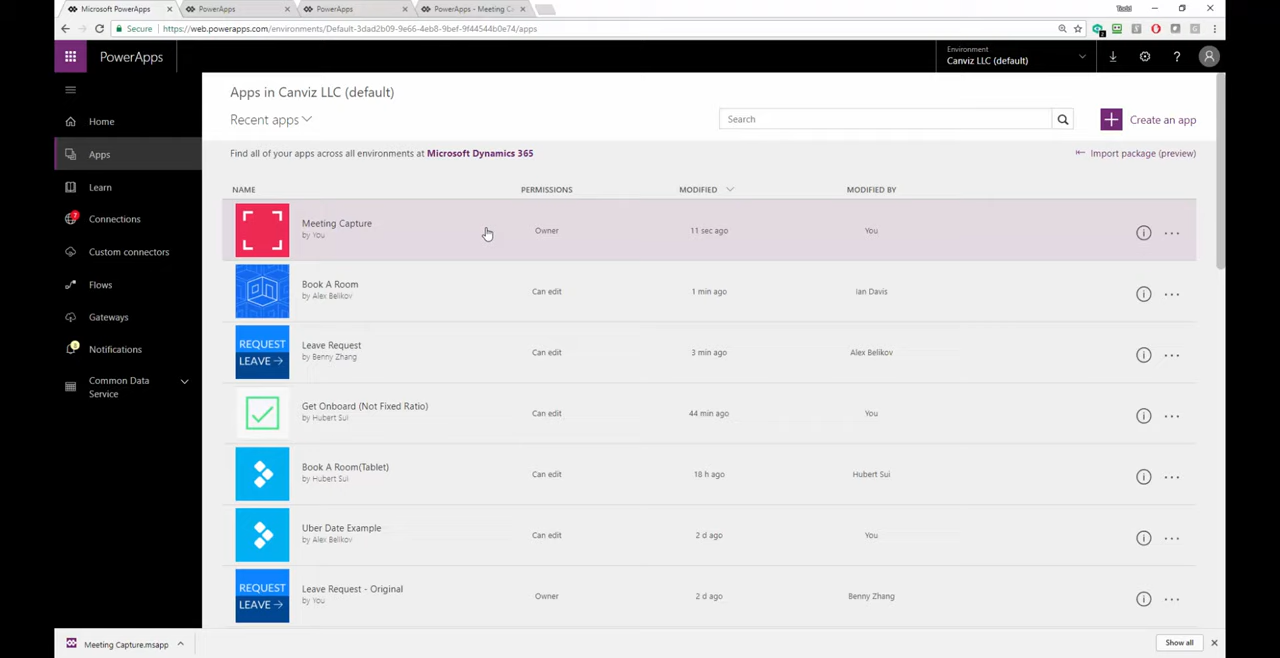 Microsoft PowerApps
PowerApps
PowerApps
PowerApps - Meeting C
Todd
Secure
https://web.powerapps.com/environments/Default-3dad2b09-9e66-4eb8-9bef-9f44544b0e74/apps
PowerApps
Environment
Canviz LLC (default)
?
Home
Apps
Learn
7
Connections
Custom connectors
Flows
Gateways
Notifications
Common Data
Service
Apps in Canviz LLC (default)
Recent apps
Search
Create an app
Find all of your apps across all environments at Microsoft Dynamics 365
Import package (preview)
NAME PERMISSIONS MODIFIED MODIFIED BY
Meeting Capture
by You
Owner 11 sec ago You
Book A Room
by Alex Belikov
Can edit 1 min ago Ian Davis
REQUEST
LEAVE →
Leave Request
by Benny Zhang
Can edit 3 min ago Alex Belikov
Get Onboard (Not Fixed Ratio)
by Hubert Sui
Can edit 44 min ago You
Book A Room(Tablet)
by Hubert Sui
Can edit 18 h ago Hubert Sui
Uber Date Example
by Alex Belikov
Can edit 2 d ago You
REQUEST
LEAVE →
Leave Request - Original
by You
Owner 2 d ago Benny Zhang
Meeting Capture.msapp
Show all